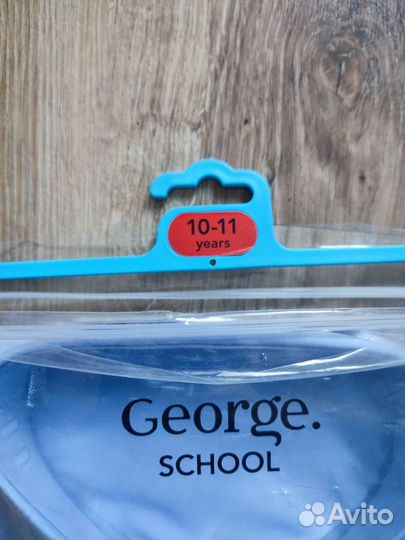 10-11
years
George.
SCHOOL
Avito